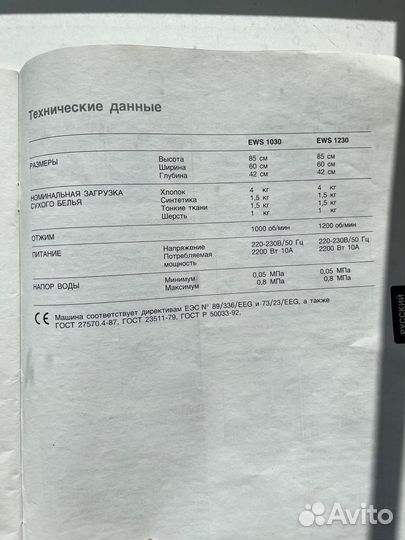 Технические данные
EWS 1030 EWS 1230
РАЗМЕРЫ Высота 85 см 85 см
Ширина 60 см 60 см
Глубина 42 см 42 см
НОМИНАЛЬНАЯ ЗАГРУЗКА Хлопок 4 кг 4 кг
СУХОГО БЕЛЬЯ Синтетика 1,5 кг 1,5 кг
Тонкие ткани 1,5 кг 1,5 кг
Шерсть 1 кг 1 кг
ОТЖИМ 1000 об/мин 1200 об/мин
ПИТАНИЕ Напряжение 220-230В/50 Гц 220-230В/50 Гц
Потребляемая 2200 Вт 10А 2200 Вт 10А
мощность
НАПОР ВОДЫ Минимум 0,05 МПа 0,05 МПа
Максимум 0,8 МПа 0,8 МПа
CE Машина соответствует директивам ЕЭС N° 89/336/EEG и 73/23/EEG, а также
ГОСТ 27570.4-87, ГОСТ 23511-79, ГОСТ Р 50033-92.
РУССКИЙ
Avito